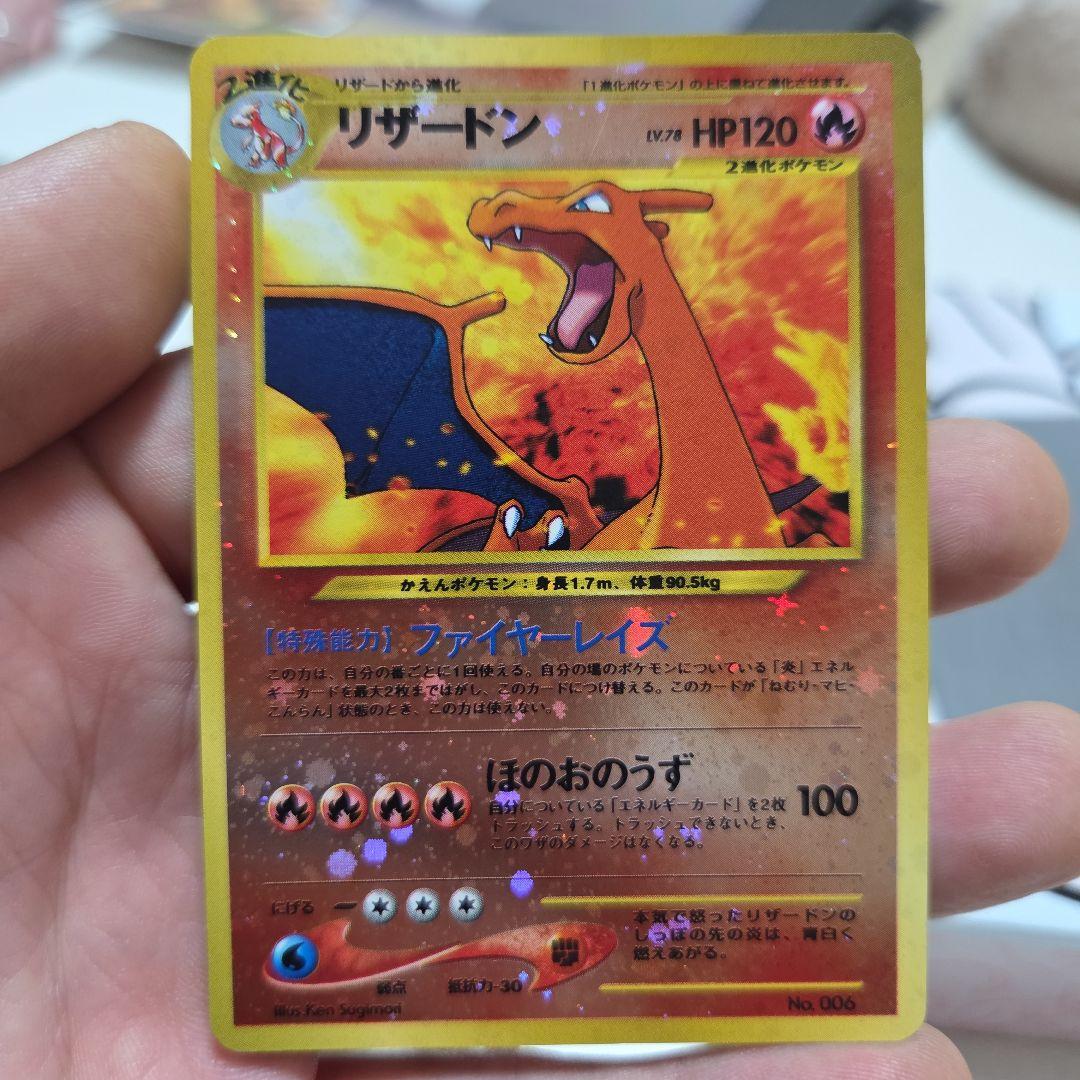 2進化
リザードから進化
「1進化ポケモン」の上に重ねて進化させます。
リザードン
LV.78 HP120
2進化ポケモン
かえんポケモン：身長1.7m、体重90.5kg
【特殊能力】ファイヤーレイズ
この力は、自分の番ごとに1回使える。自分の場のポケモンについている「炎」エネル
ギーカードを最大2枚まではがし、このカードにつけ替える。このカードが「ねむり・マヒ・
こんらん」状態のとき、この力は使えない。
ほのおのうず
100
自分についている「エネルギーカード」を2枚
トラッシュする。トラッシュできないとき、
このワザのダメージはなくなる。
にげる
本気で怒ったリザードンの
しっぽの先の炎は、青白く
燃えあがる。
弱点
抵抗力-30
Illus.Ken Sugimori
No. 006